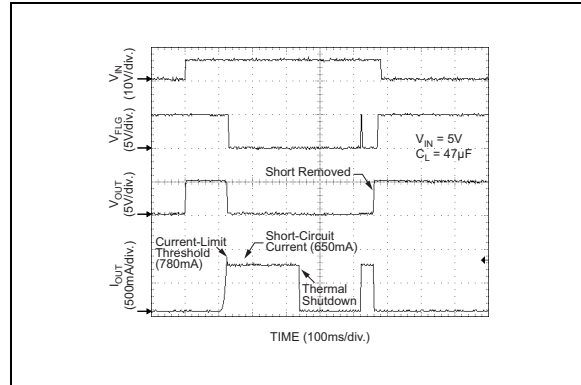 V_IN
(10V/div.)
V_FLG
(5V/div.)
V_IN = 5V
C_L = 47μF
Short Removed
V_OUT
(5V/div.)
Current-Limit
Threshold
(780mA)
Short-Circuit
Current (650mA)
Thermal
Shutdown
I_OUT
(500mA/div.)
TIME (100ms/div.)